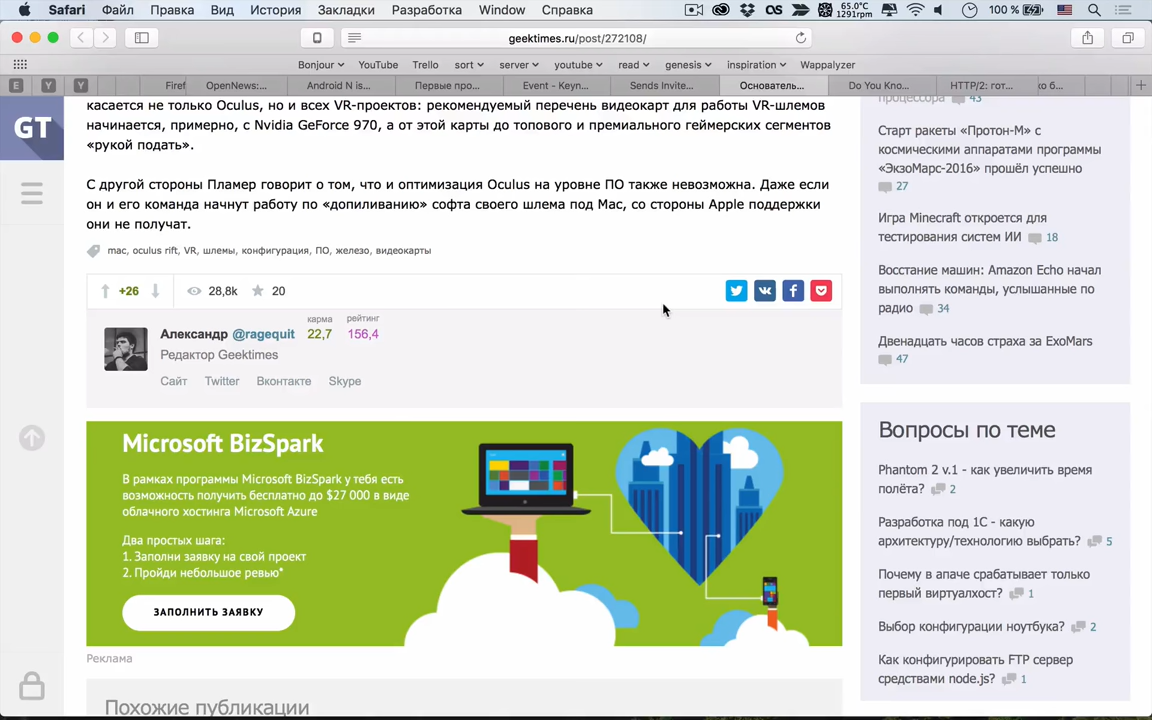 Safari Файл Правка Вид История Закладки Разработка Window Справка
65.0°C
1291rpm
100 %
geektimes.ru/post/272108/
Bonjour YouTube Trello sort server youtube read genesis inspiration Wappalyzer
E Y Y Firef OpenNews:... Android N is... Первые про... Event - Keyn... Sends Invite... Основатель... Do You Kno... HTTP/2: гот... ко б...
GT
касается не только Oculus, но и всех VR-проектов: рекомендуемый перечень видеокарт для работы VR-шлемов
начинается, примерно, с Nvidia GeForce 970, а от этой карты до топового и премиального геймерских сегментов
«рукой подать».
С другой стороны Пламер говорит о том, что и оптимизация Oculus на уровне ПО также невозможна. Даже если
он и его команда начнут работу по «допиливанию» софта своего шлема под Mac, со стороны Apple поддержки
они не получат.
mac, oculus rift, VR, шлемы, конфигурация, ПО, железо, видеокарты
+26 28,8k 20
Александр @ragequit
карма
22,7
рейтинг
156,4
Редактор Geektimes
Сайт Twitter Вконтакте Skype
Microsoft BizSpark
В рамках программы Microsoft BizSpark у тебя есть
возможность получить бесплатно до $27 000 в виде
облачного хостинга Microsoft Azure
Два простых шага:
1. Заполни заявку на свой проект
2. Пройди небольшое ревью*
ЗАПОЛНИТЬ ЗАЯВКУ
Реклама
Похожие публикации
процессора 43
Старт ракеты «Протон-М» с
космическими аппаратами программы
«ЭкзоМарс-2016» прошёл успешно
27
Игра Minecraft откроется для
тестирования систем ИИ 18
Восстание машин: Amazon Echo начал
выполнять команды, услышанные по
радио 34
Двенадцать часов страха за ExoMars
47
Вопросы по теме
Phantom 2 v.1 - как увеличить время
полёта? 2
Разработка под 1С - какую
архитектуру/технологию выбрать? 5
Почему в апаче срабатывает только
первый виртуалхост? 1
Выбор конфигурации ноутбука? 2
Как конфигурировать FTP сервер
средствами node.js? 1